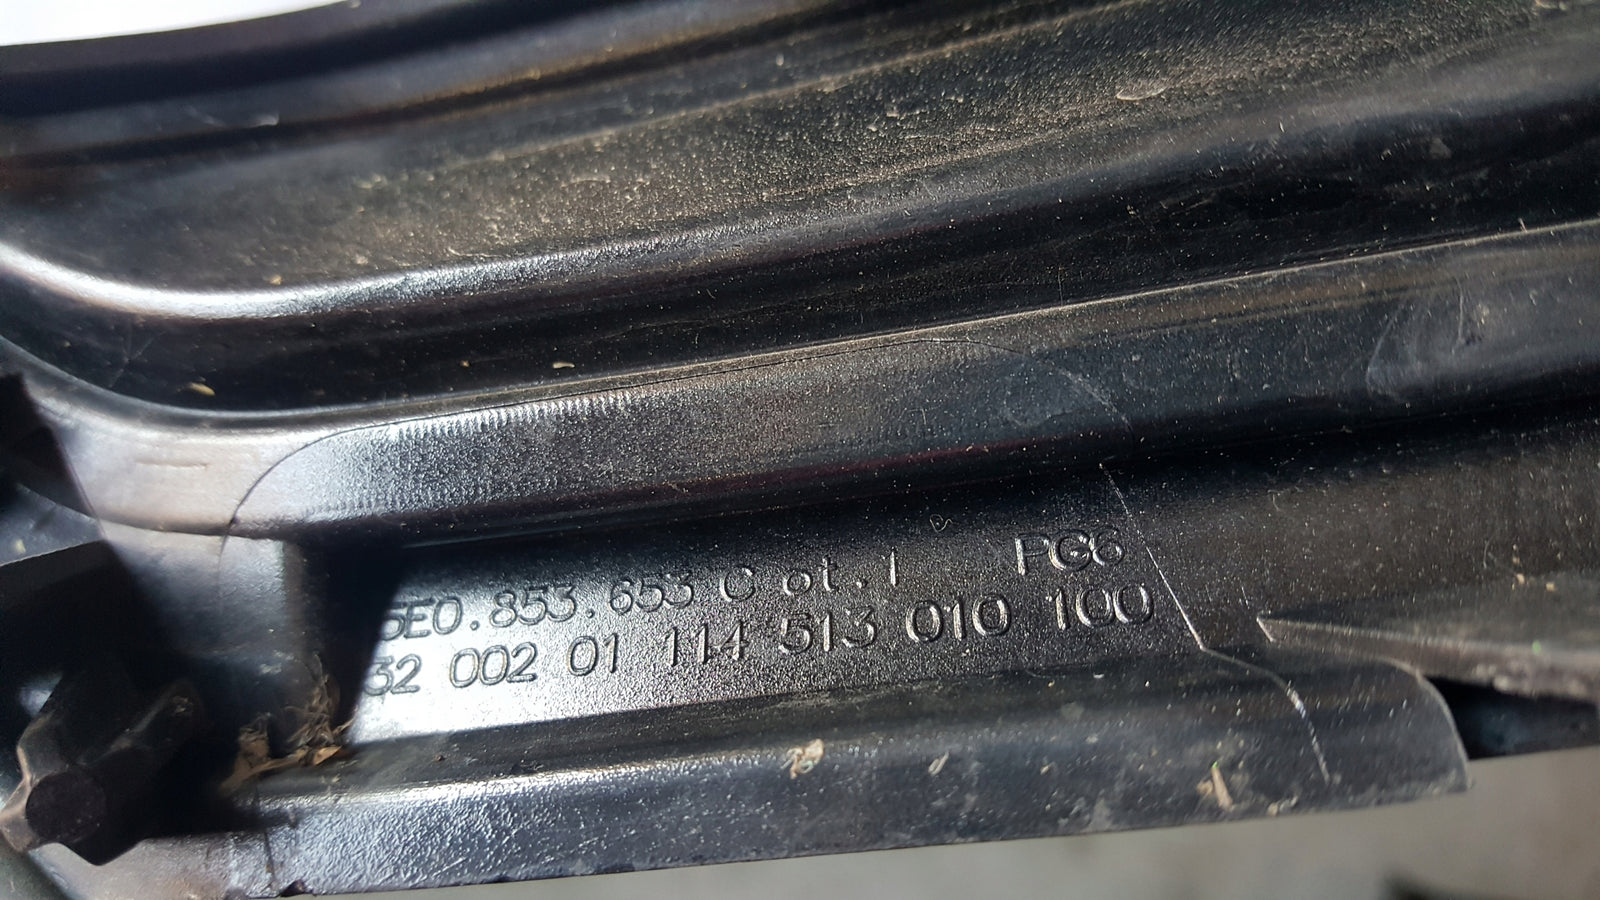 5E0.853.653 C ot.1 PG6
32 002 01 114 513 010 100